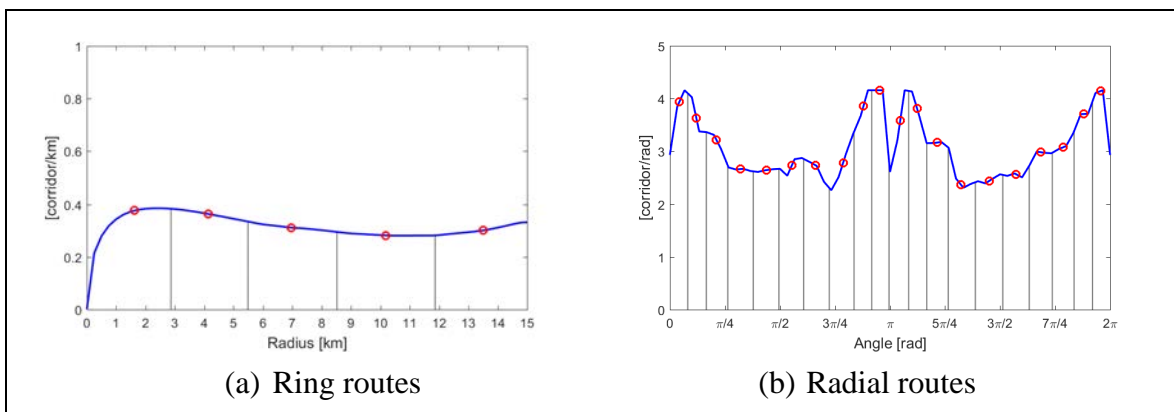 1
0.8
0.6
0.4
0.2
0
[corridor/km]
0 1 2 3 4 5 6 7 8 9 10 11 12 13 14 15
Radius [km]
(a) Ring routes
5
4
3
2
1
0
[corridor/rad]
0 π/4 π/2 3π/4 π 5π/4 3π/2 7π/4 2π
Angle [rad]
(b) Radial routes